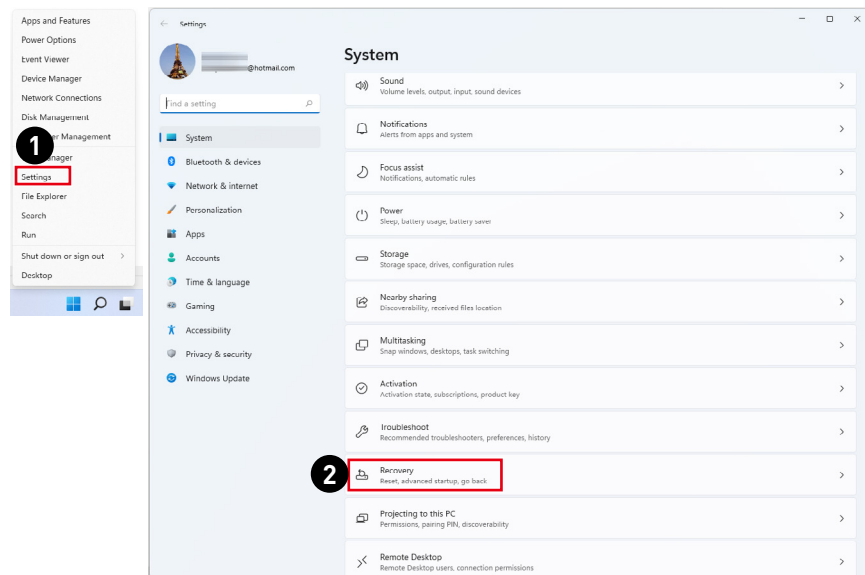 Apps and Features
Power Options
Event Viewer
Device Manager
Network Connections
Disk Management
er Management
anager
Settings
File Explorer
Search
Run
Shut down or sign out
Desktop
1
Settings
@hotmail.com
Find a setting
System
Bluetooth & devices
Network & internet
Personalization
Apps
Accounts
Time & language
Gaming
Accessibility
Privacy & security
Windows Update
System
Sound
Volume levels, output, input, sound devices
Notifications
Alerts from apps and system
Focus assist
Notifications, automatic rules
Power
Sleep, battery usage, battery saver
Storage
Storage space, drives, configuration rules
Nearby sharing
Discoverability, received files location
Multitasking
Snap windows, desktops, task switching
Activation
Activation state, subscriptions, product key
Troubleshoot
Recommended troubleshooters, preferences, history
2
Recovery
Reset, advanced startup, go back
Projecting to this PC
Permissions, pairing PIN, discoverability
Remote Desktop
Remote Desktop users, connection permissions